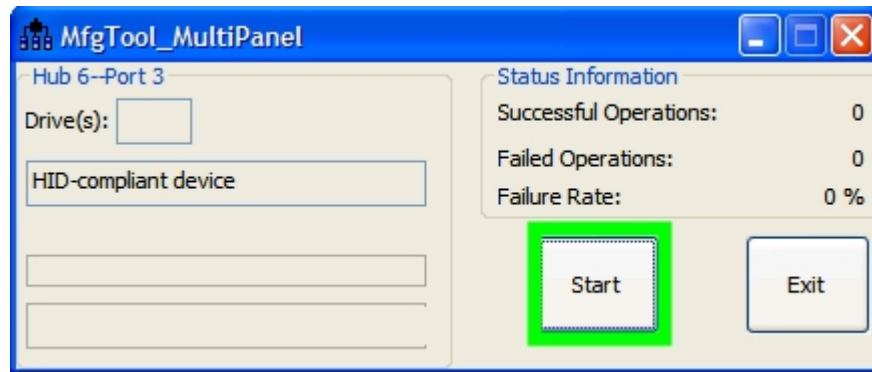 MfgTool_MultiPanel
Hub 6--Port 3
Drive(s):
HID-compliant device
Status Information
Successful Operations: 0
Failed Operations: 0
Failure Rate: 0 %
Start
Exit